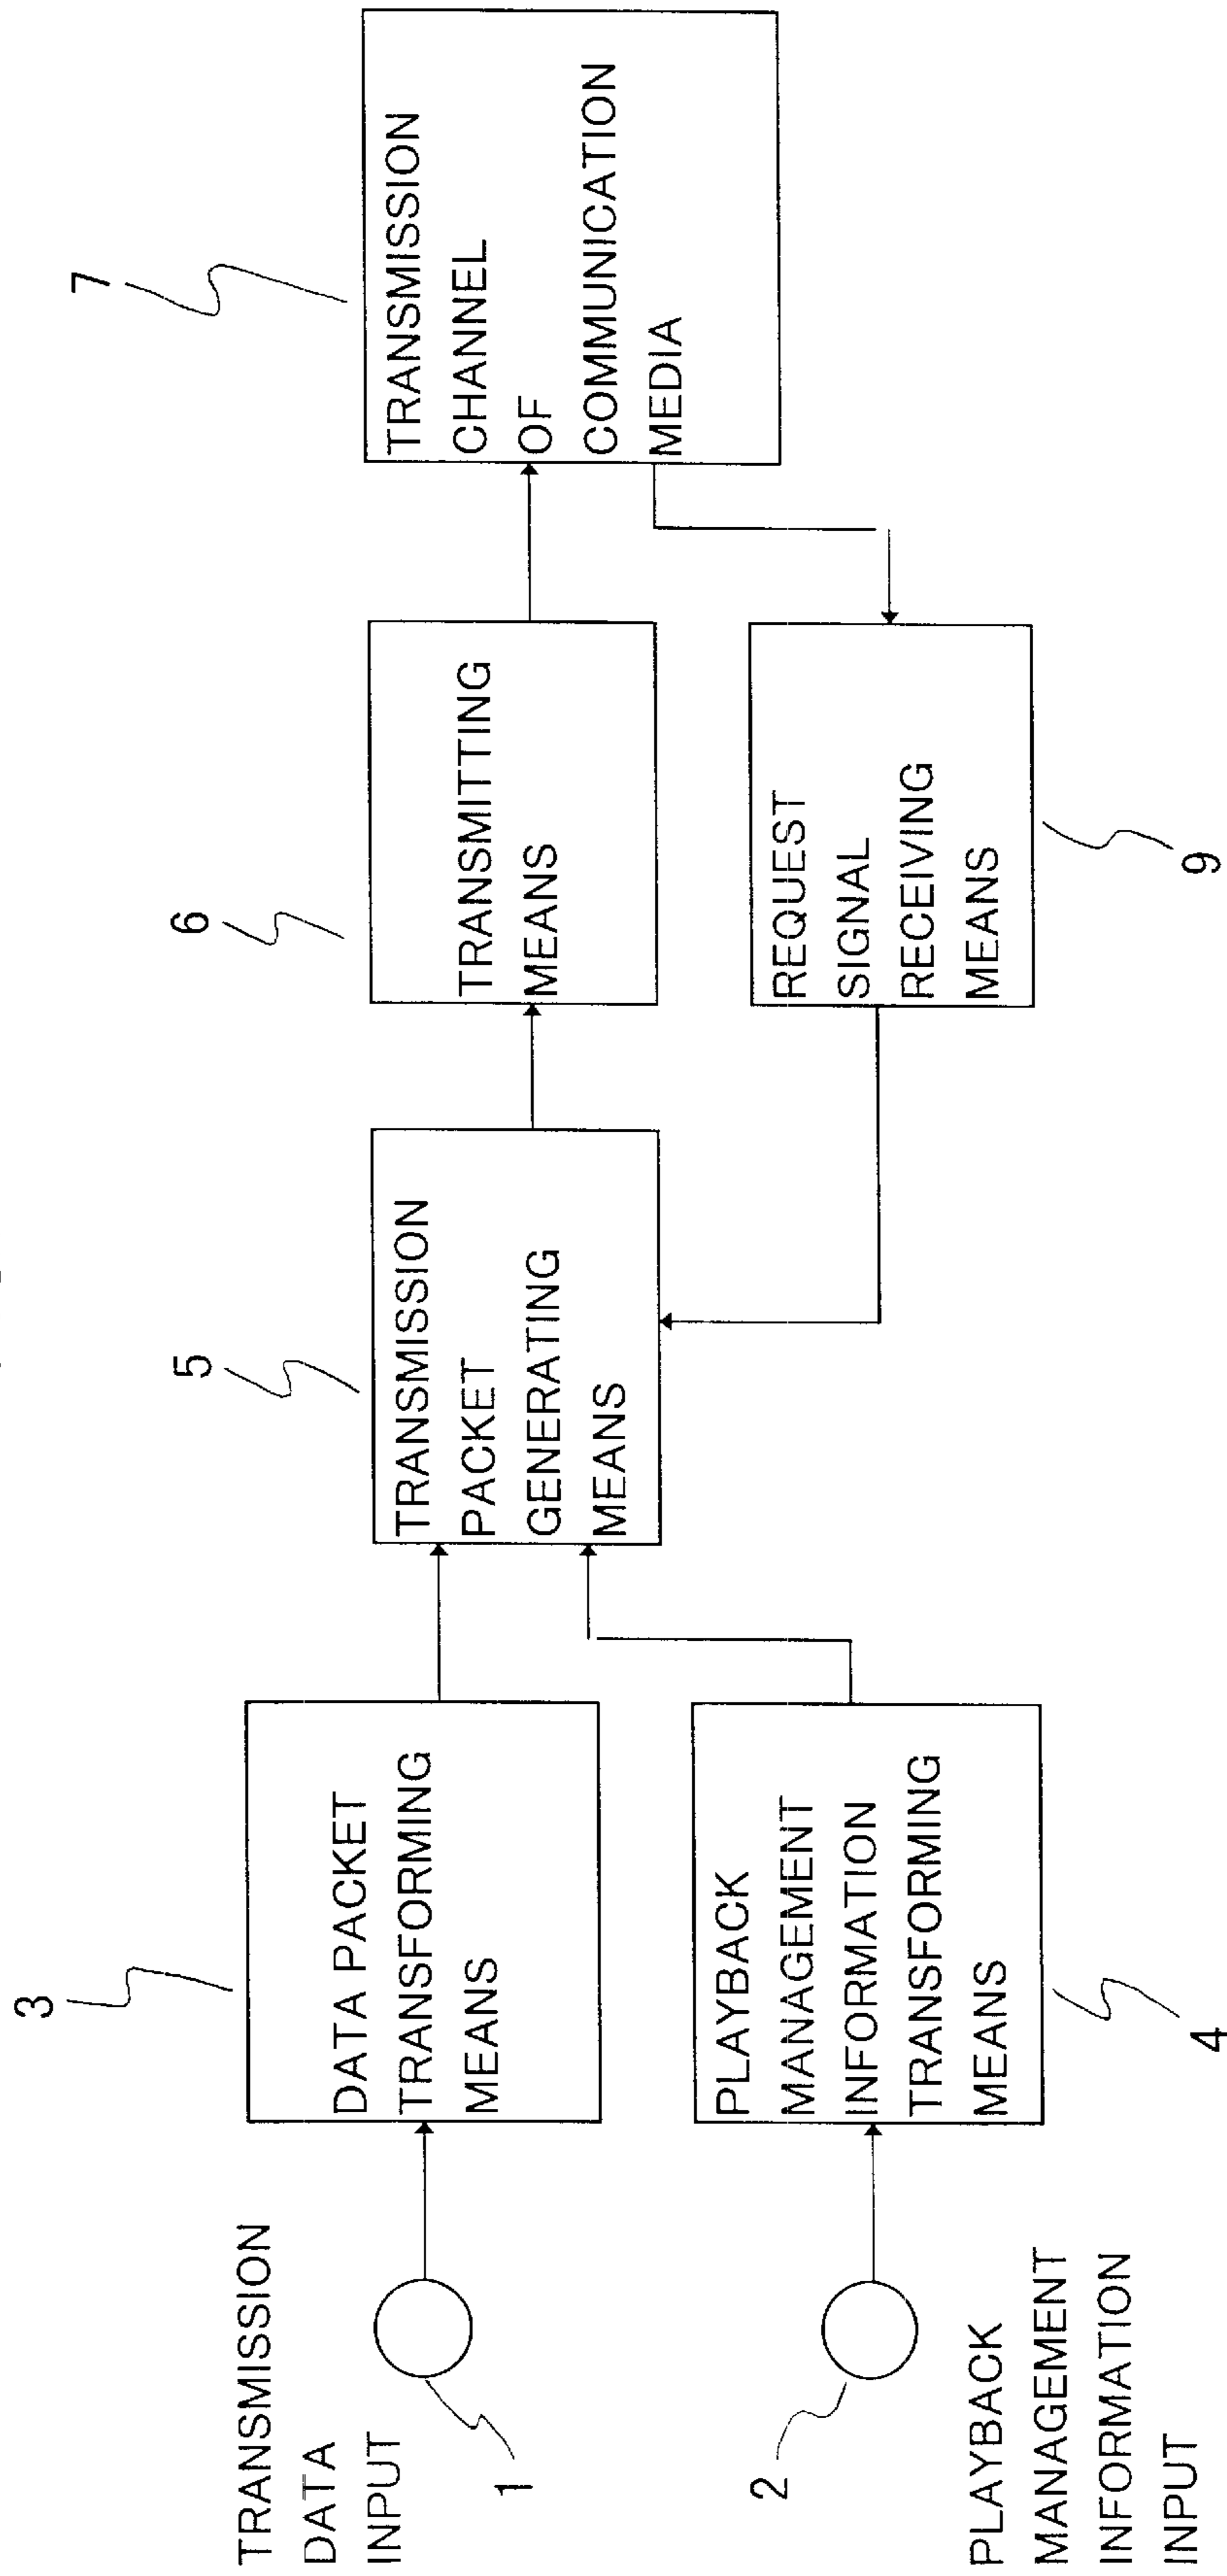 7
TRANSMISSION
CHANNEL
OF
COMMUNICATION
MEDIA
6
TRANSMITTING
MEANS
REQUEST
SIGNAL
RECEIVING
MEANS
9
5
TRANSMISSION
PACKET
GENERATING
MEANS
3
DATA PACKET
TRANSFORMING
MEANS
PLAYBACK
MANAGEMENT
INFORMATION
TRANSFORMING
MEANS
4
TRANSMISSION
DATA
INPUT
1
2
PLAYBACK
MANAGEMENT
INFORMATION
INPUT